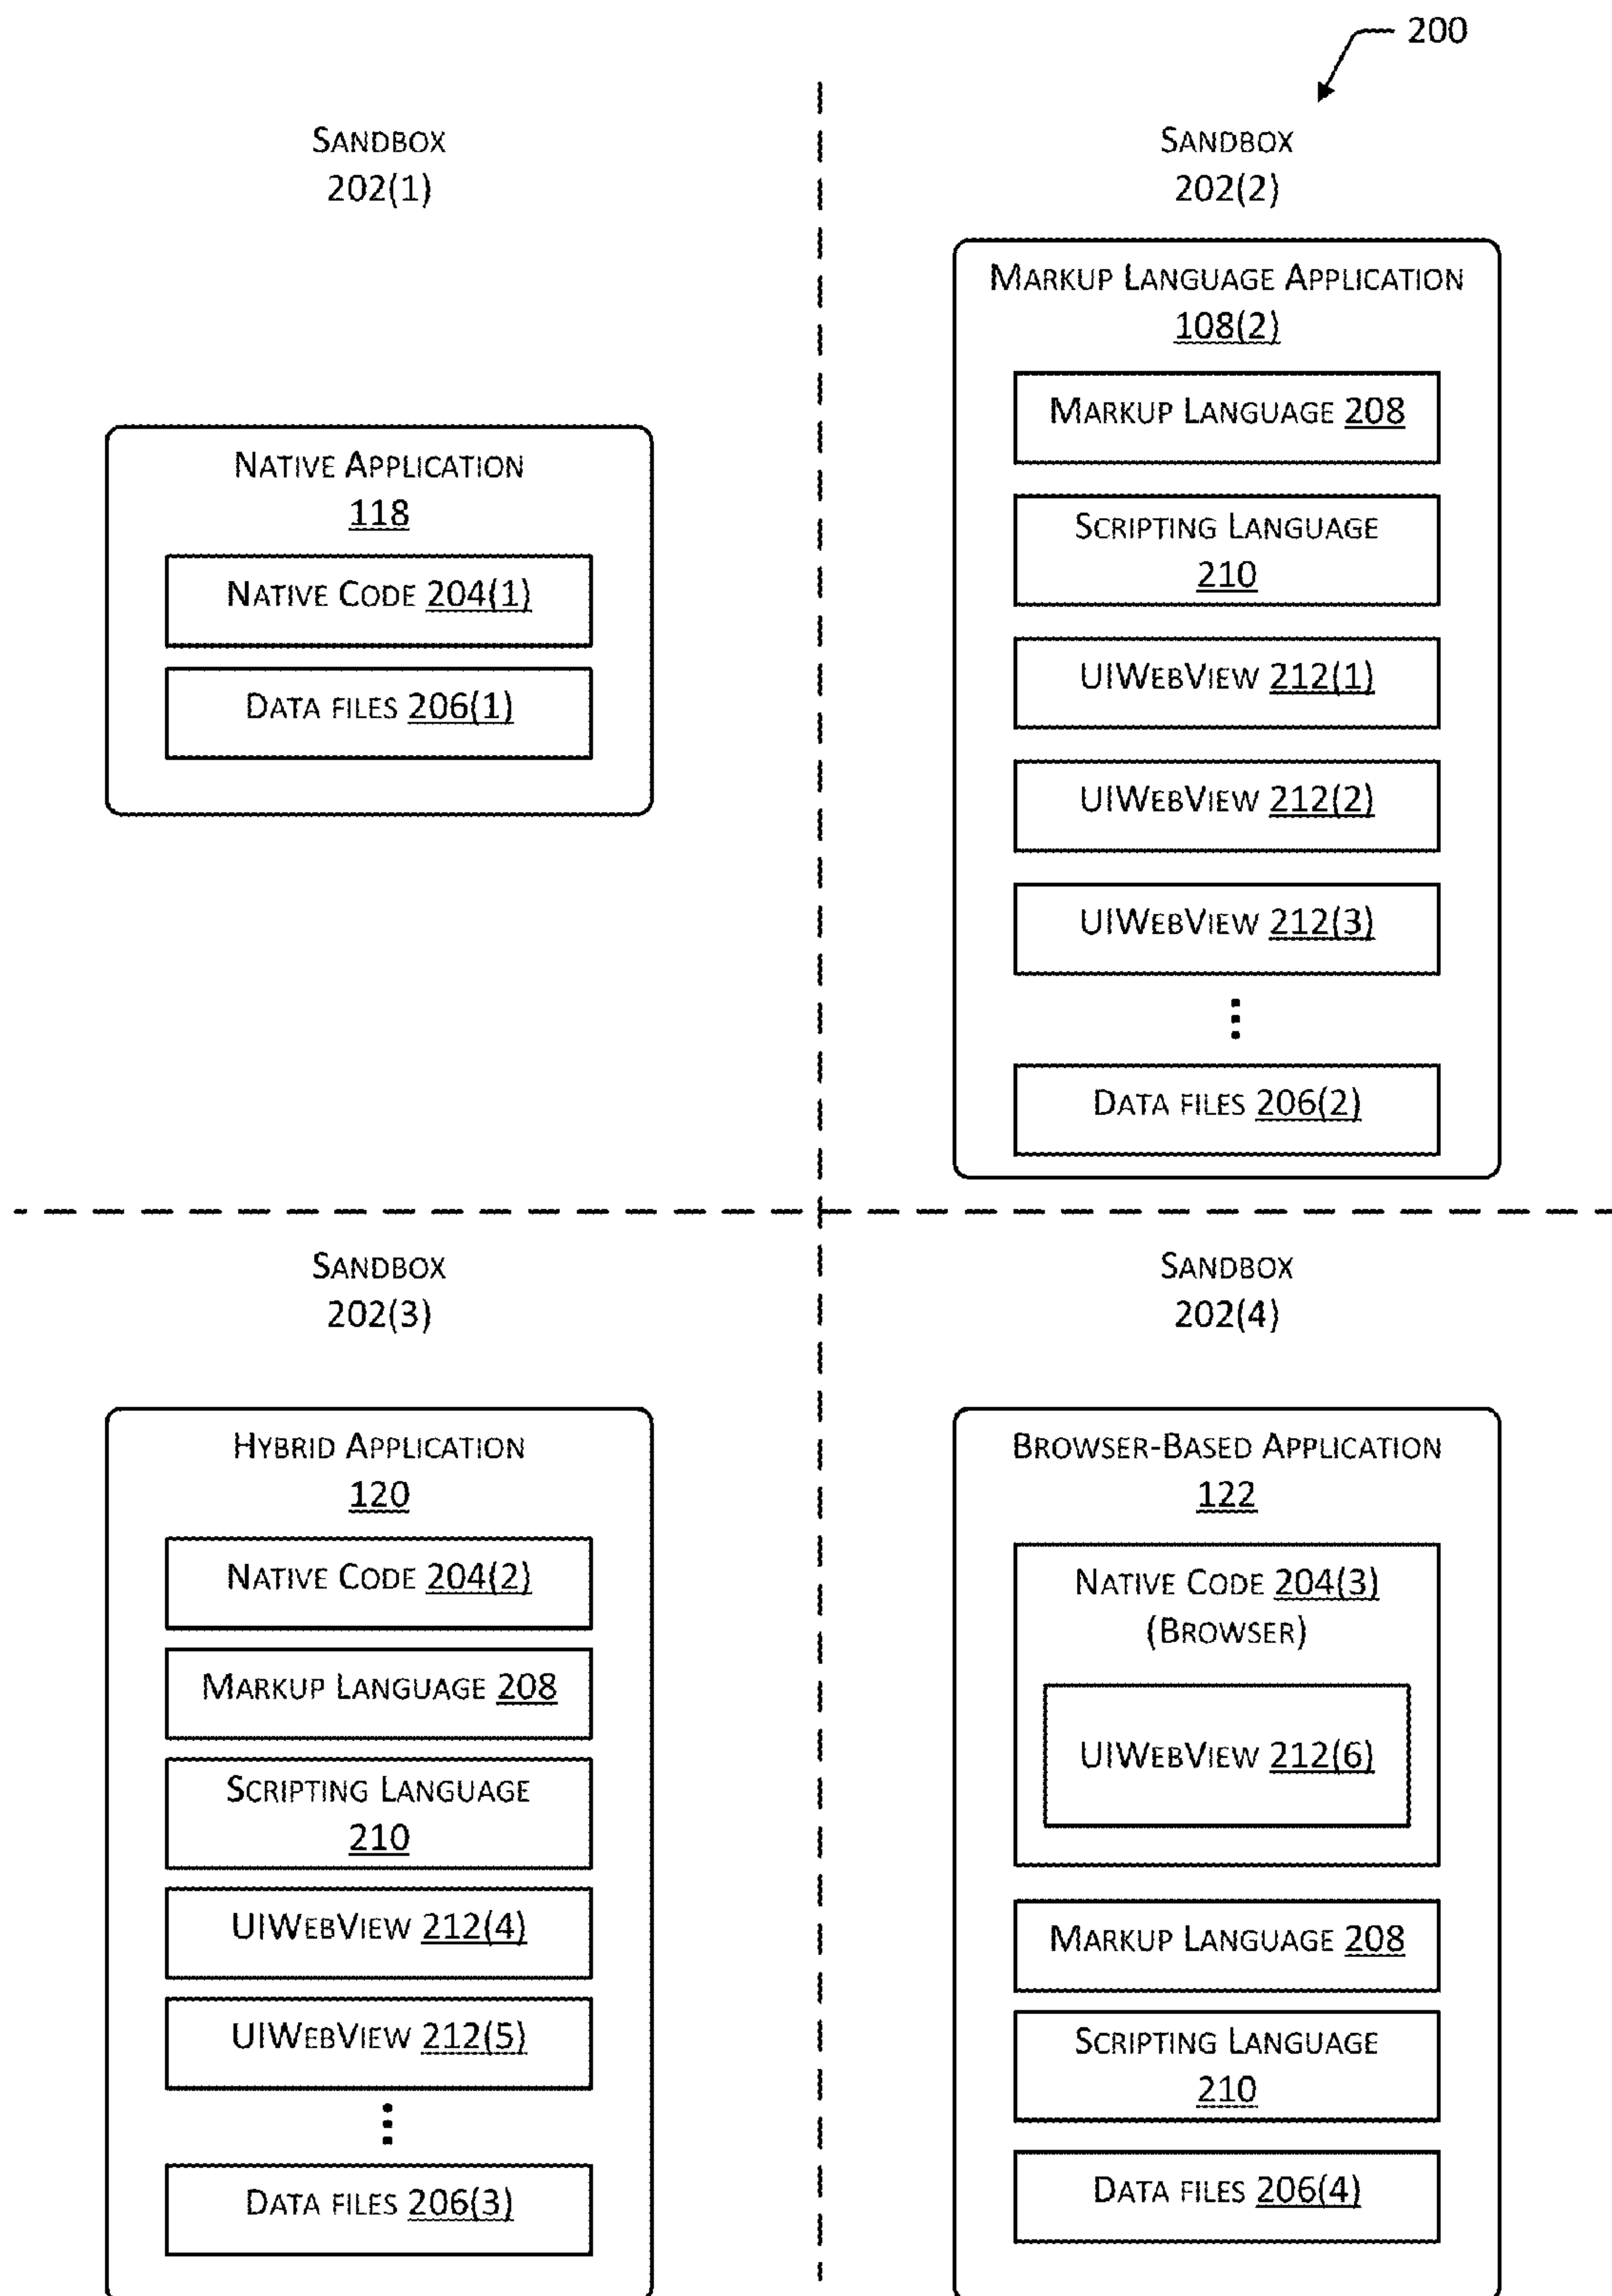 200
Sandbox
202(1)
Native Application
118
Native Code 204(1)
Data files 206(1)
Sandbox
202(2)
Markup Language Application
108(2)
Markup Language 208
Scripting Language
210
UIWebView 212(1)
UIWebView 212(2)
UIWebView 212(3)
Data files 206(2)
Sandbox
202(3)
Hybrid Application
120
Native Code 204(2)
Markup Language 208
Scripting Language
210
UIWebView 212(4)
UIWebView 212(5)
Data files 206(3)
Sandbox
202(4)
Browser-Based Application
122
Native Code 204(3)
(Browser)
UIWebView 212(6)
Markup Language 208
Scripting Language
210
Data files 206(4)